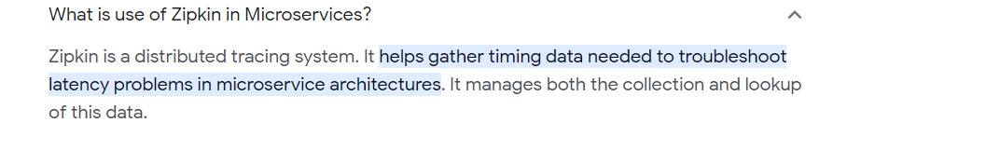 What is use of Zipkin in Microservices?
Zipkin is a distributed tracing system. It helps gather timing data needed to troubleshoot
latency problems in microservice architectures. It manages both the collection and lookup
of this data.